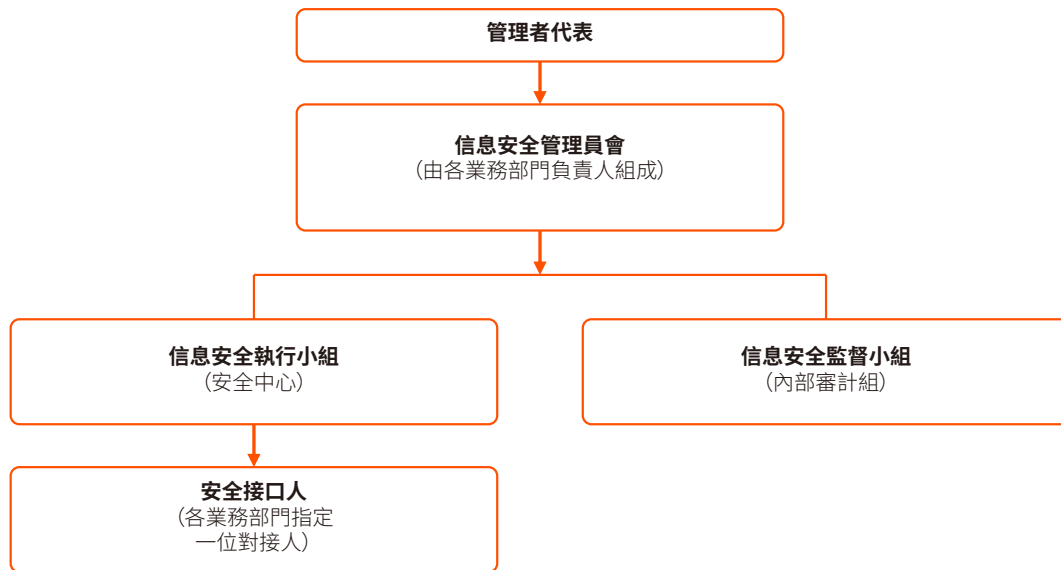 管理者代表
信息安全管理員會
(由各業務部門負責人組成)
信息安全執行小組
(安全中心)
信息安全監督小組
(內部審計組)
安全接口人
(各業務部門指定
一位對接人)